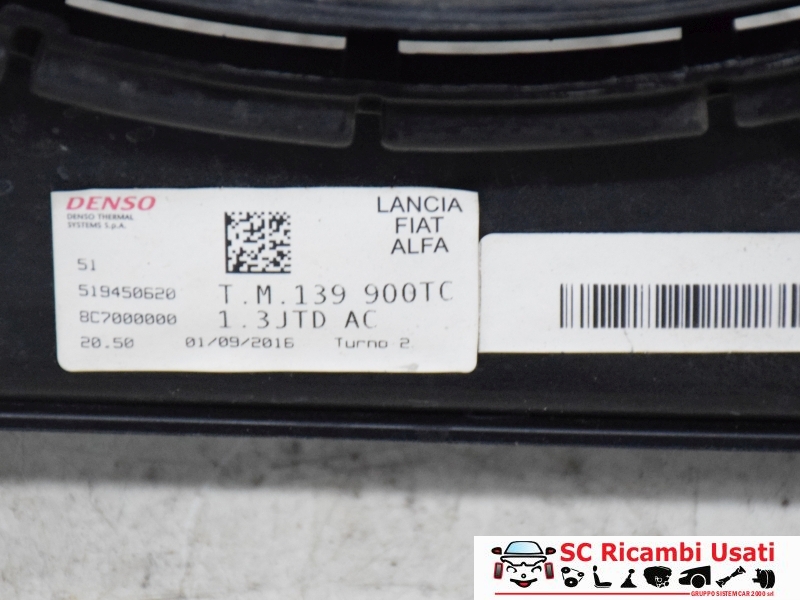 DENSO
DENSO THERMAL
SYSTEMS S.p.A.
LANCIA
FIAT
ALFA
51
519450620 T.M.139 900TC
8C7000000 1.3JTD AC
20.50 01/09/2016 Turno 2
SC Ricambi Usati
GRUPPO SISTEMCAR 2000 srl